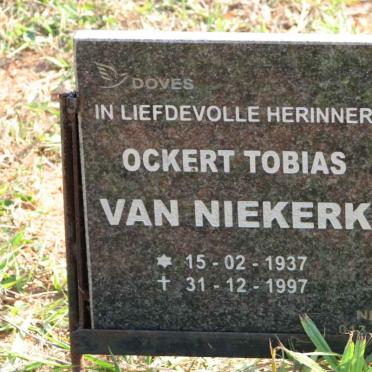 DOVES
IN LIEFDEVOLLE HERINNER
OCKERT TOBIAS
VAN NIEKERK
15 - 02 - 1937
31 - 12 - 1997